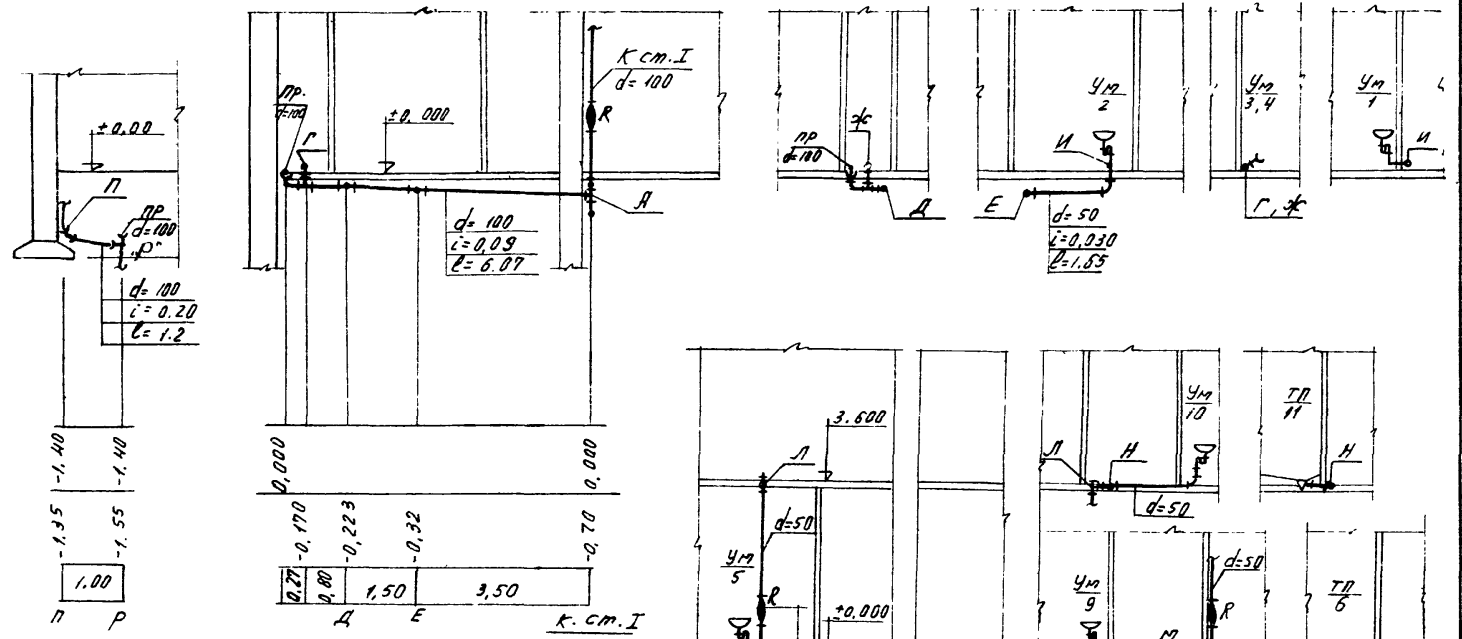 ±0,00
П
ПР
d=100
"Р"
d=100
i=0.20
l=1.2
-1.40
-1.40
-1.35
-1.55
1.00
П Р
ПР.
d=100
Г
±0,000
К ст. I
d=100
R
А
d=100
i=0,09
l=6.07
0,000
0,000
-0,170
-0,223
-0,32
-0,70
0,27
0,80
1,50
3,50
Д Е
К. ст. I
ПР
d=100
Ж
Д
Ум
2
И
Е
d=50
i=0,030
l=1.65
Ум
3,4
Г, Ж
Ум
1
И
3.600
Л
d=50
Ум
5
R
±0,000
Л
Н
Ум
10
d=50
ТП
11
Н
Ум
9
d=50
R
М
ТП
6